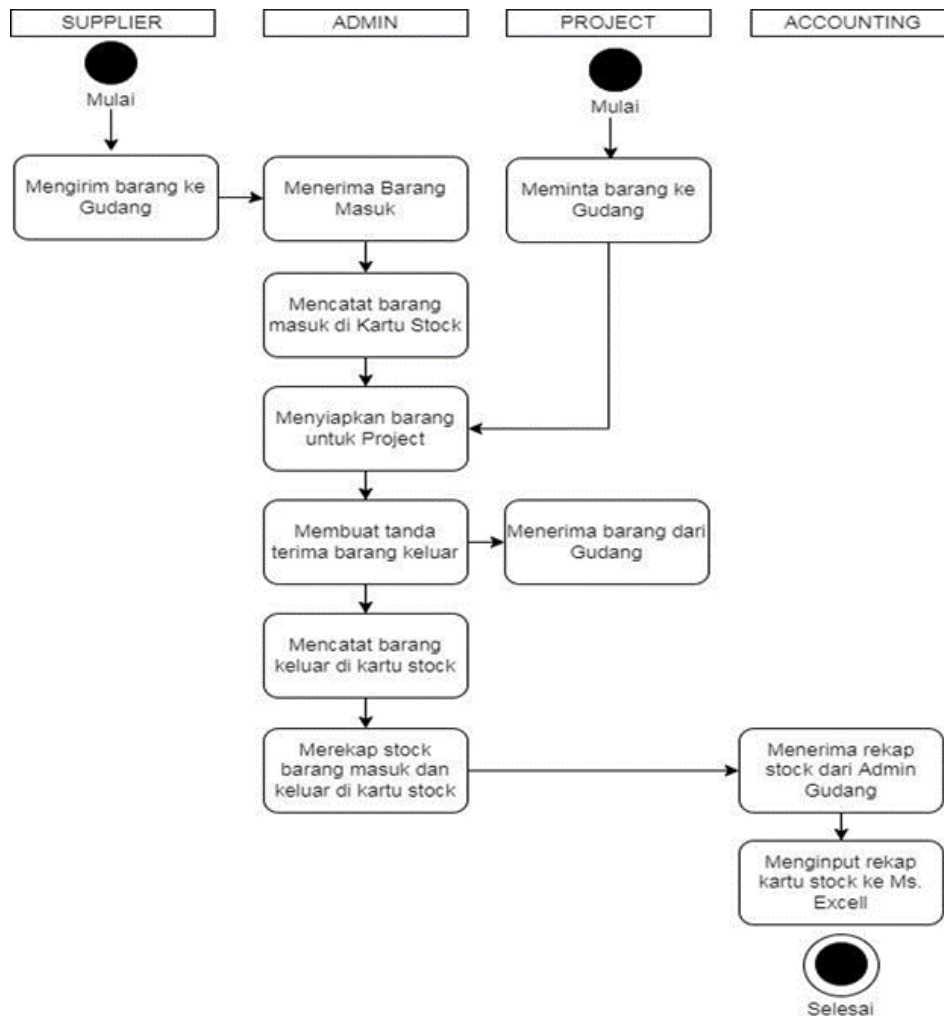 SUPPLIER
ADMIN
PROJECT
ACCOUNTING
Mulai
Mulai
Mengirim barang ke
Gudang
Menerima Barang
Masuk
Meminta barang ke
Gudang
Mencatat barang
masuk di Kartu Stock
Menyiapkan barang
untuk Project
Membuat tanda
terima barang keluar
Menerima barang dari
Gudang
Mencatat barang
keluar di kartu stock
Merekap stock
barang masuk dan
keluar di kartu stock
Menerima rekap
stock dari Admin
Gudang
Menginput rekap
kartu stock ke Ms.
Excell
Selesai